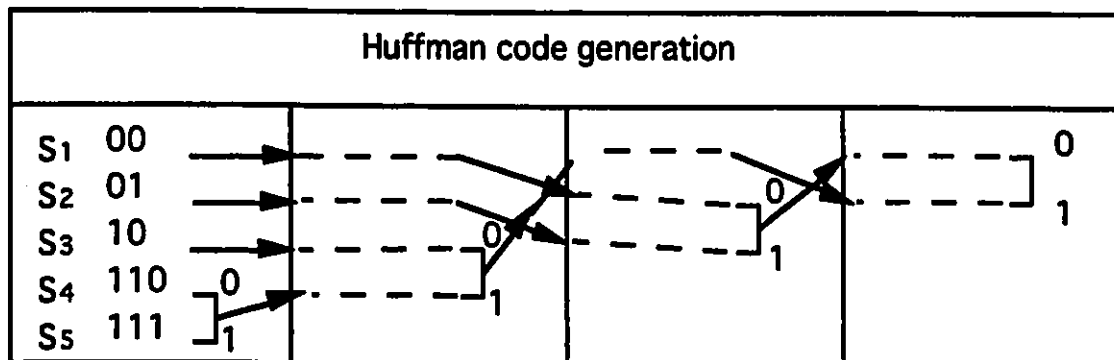 Huffman code generation
S1 00 0
S2 01 0 1
S3 10 0 1
S4 110 0 1
S5 111 1